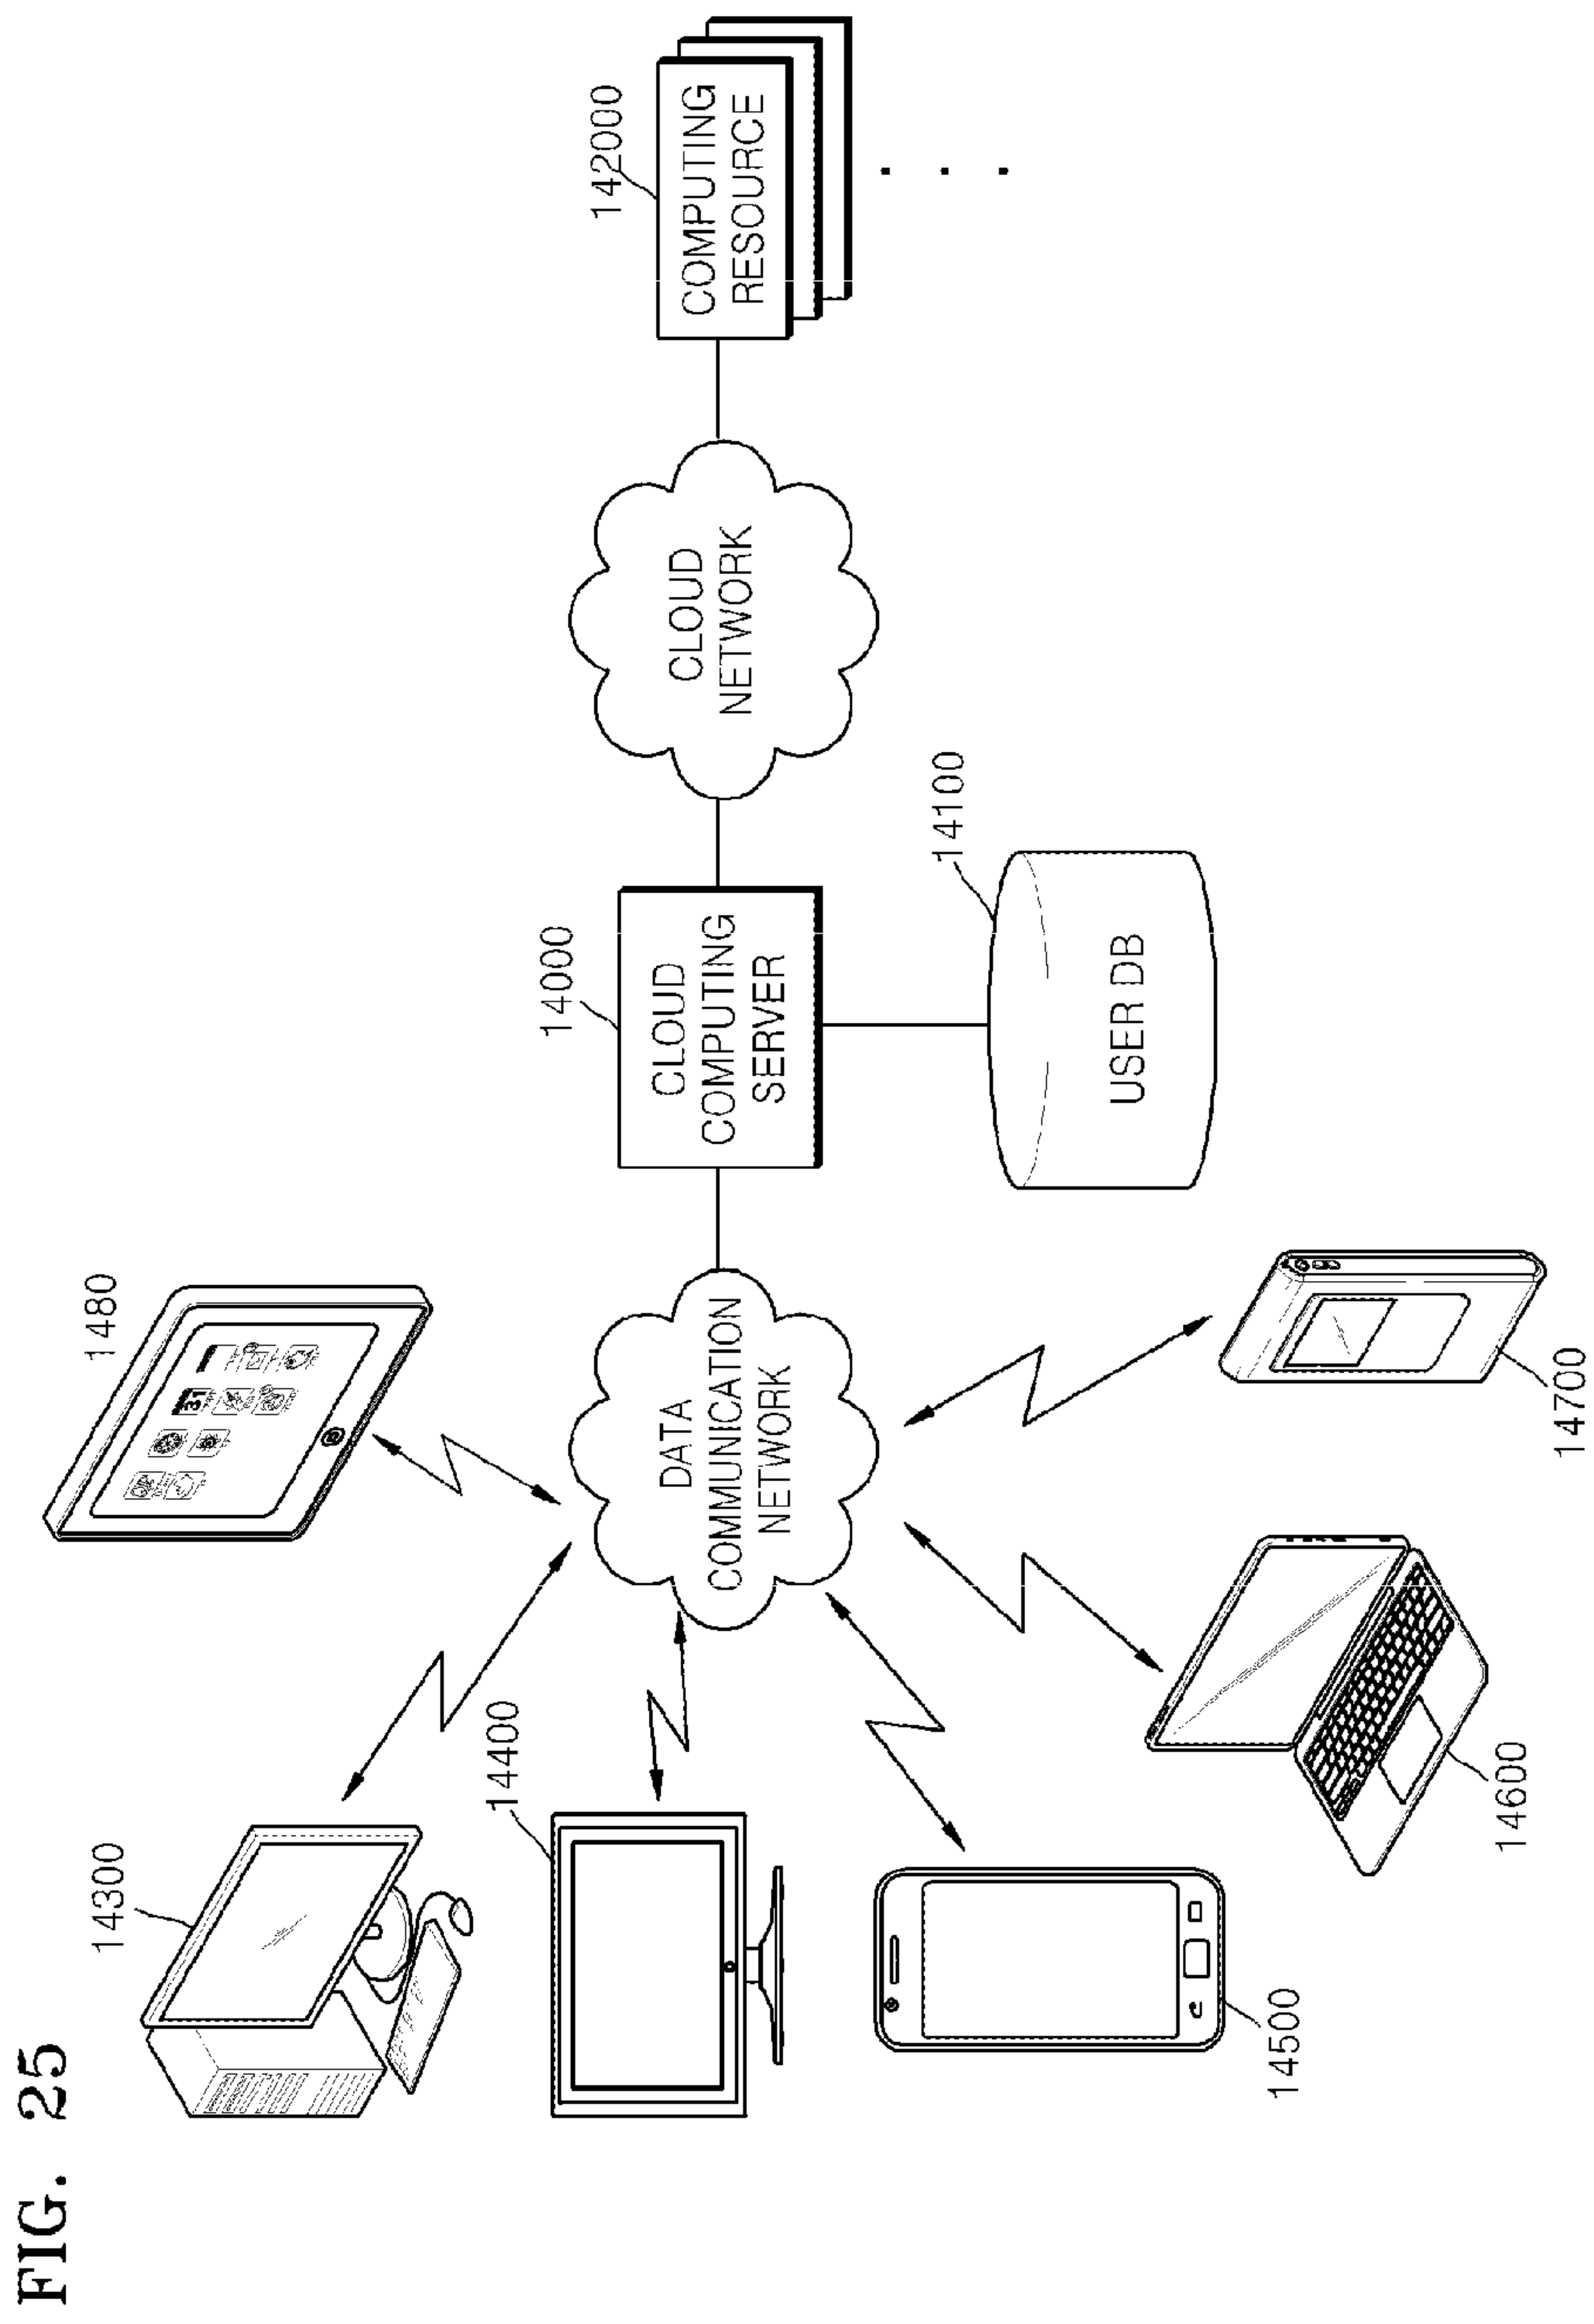 FIG. 25
14300
1480
14400
14000
142000
CLOUD
COMPUTING
SERVER
CLOUD
NETWORK
COMPUTING
RESOURCE
DATA
COMMUNICATION
NETWORK
. . .
14100
USER DB
14500
14600
14700
31